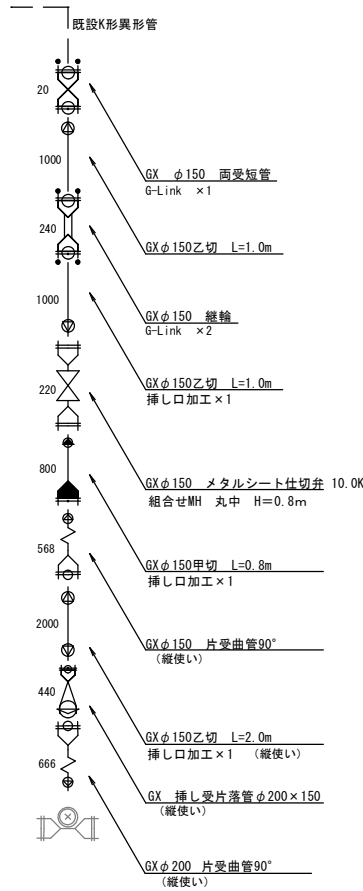 既設K形異形管
20
GX φ150 両受短管
G-Link ×1
1000
GXφ150乙切 L=1.0m
240
GXφ150 継輪
G-Link ×2
1000
GXφ150乙切 L=1.0m
挿し口加工×1
220
GXφ150 メタルシート仕切弁 10.0K
組合せMH 丸中 H=0.8m
800
GXφ150甲切 L=0.8m
挿し口加工×1
568
GXφ150 片受曲管90°
(縦使い)
2000
GXφ150乙切 L=2.0m
挿し口加工×1 (縦使い)
440
GX 挿し受片落管φ200×150
(縦使い)
666
GXφ200 片受曲管90°
(縦使い)